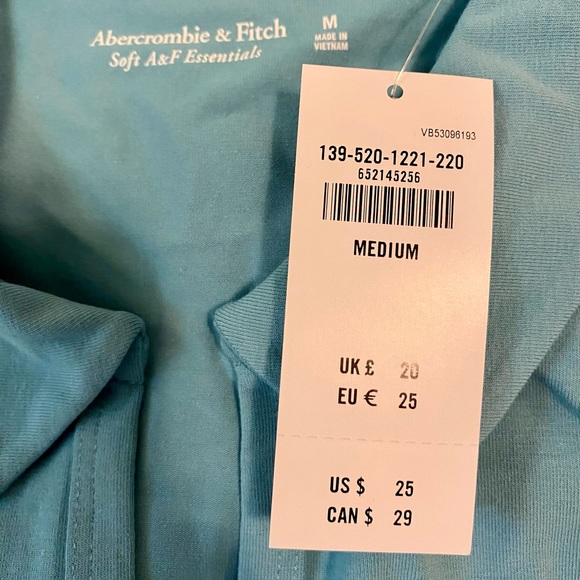 Abercrombie & Fitch
Soft A&F Essentials
M
MADE IN
VIETNAM
VB53096193
139-520-1221-220
652145256
MEDIUM
UK £ 20
EU € 25
US $ 25
CAN $ 29